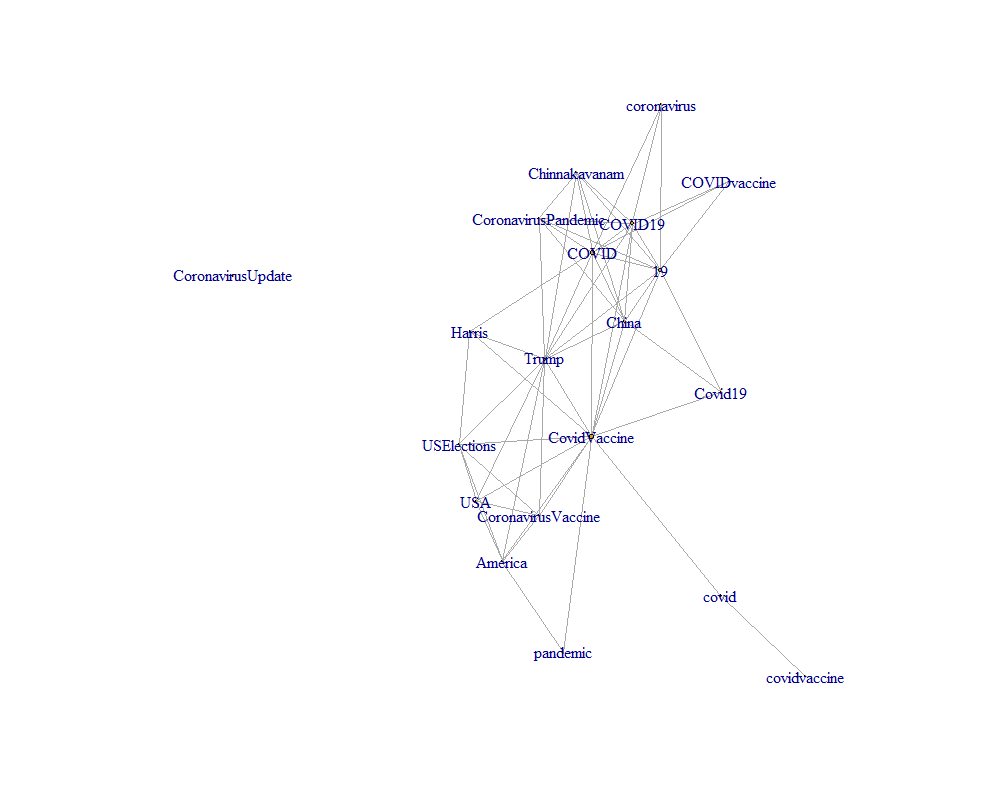 coronavirus
Chinnakavanam
COVIDvaccine
CoronavirusPandemic
COVID19
COVID
19
CoronavirusUpdate
China
Harris
Trump
Covid19
CovidVaccine
USElections
USA
CoronavirusVaccine
America
covid
pandemic
covidvaccine